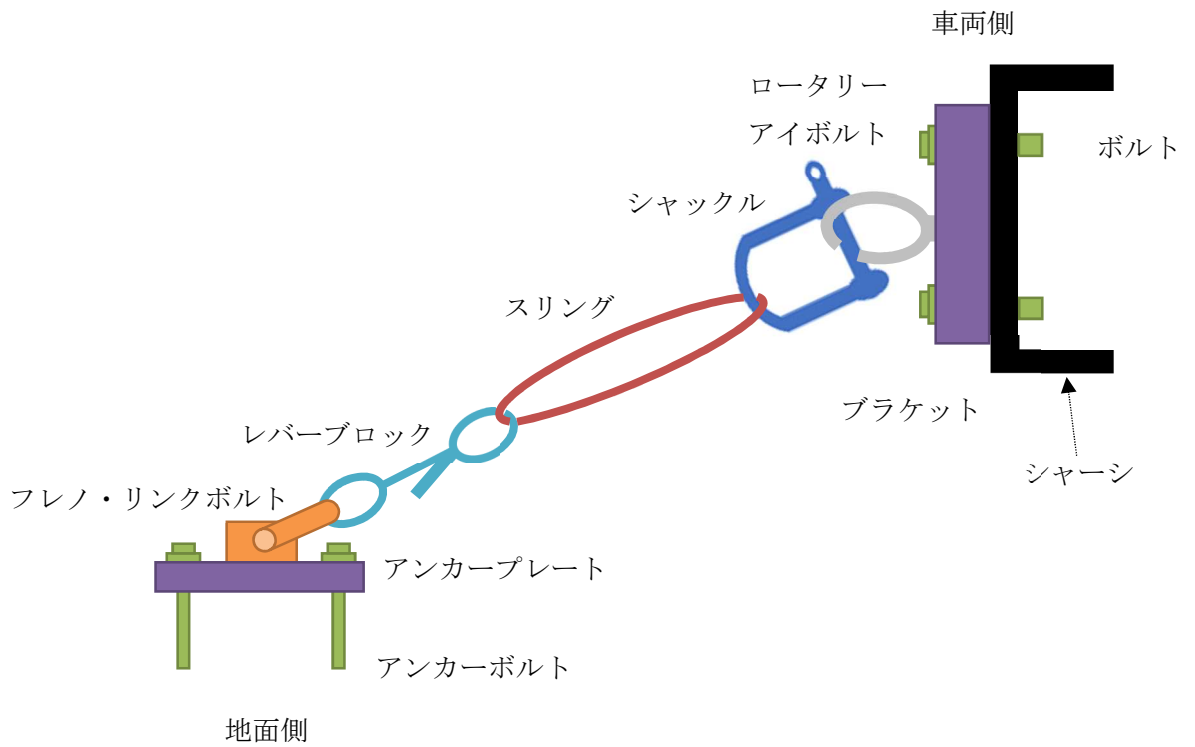 車両側
ロータリー
アイボルト
ボルト
シャックル
スリング
ブラケット
レバーブロック
シャーシ
フレノ・リンクボルト
アンカープレート
アンカーボルト
地面側